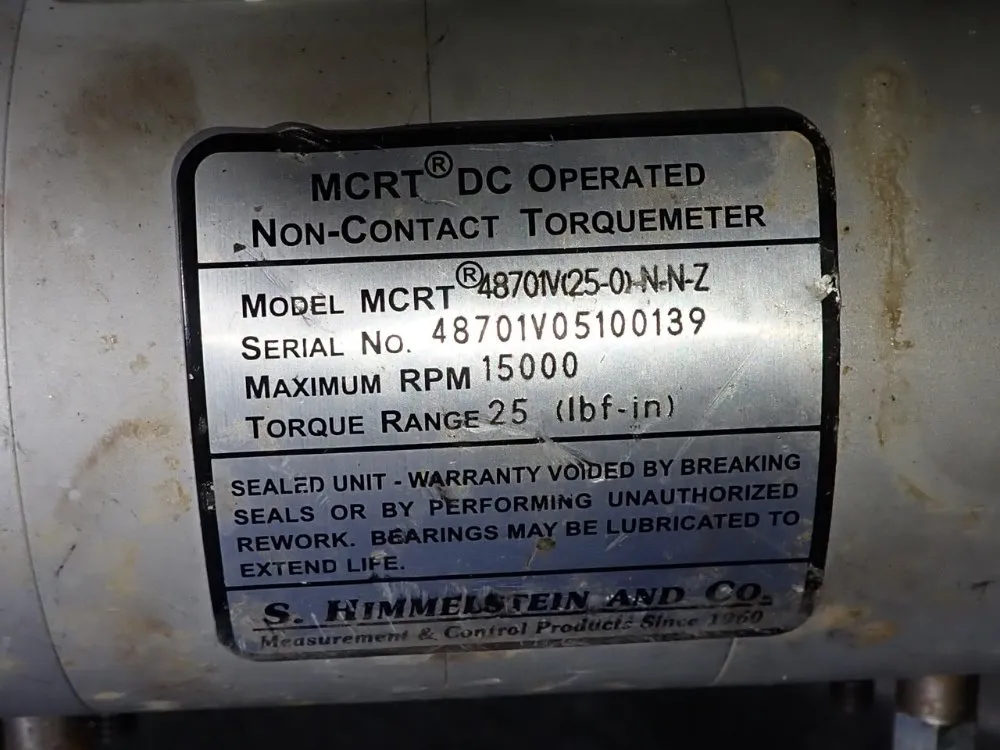 MCRT® DC OPERATED
NON-CONTACT TORQUEMETER
MODEL MCRT® 48701V(25-0)-N-N-Z
SERIAL NO. 48701V05100139
MAXIMUM RPM 15000
TORQUE RANGE 25 (lbf-in)
SEALED UNIT - WARRANTY VOIDED BY BREAKING
SEALS OR BY PERFORMING UNAUTHORIZED
REWORK. BEARINGS MAY BE LUBRICATED TO
EXTEND LIFE.
S. HIMMELSTEIN AND CO.
Measurement & Control Products Since 1960